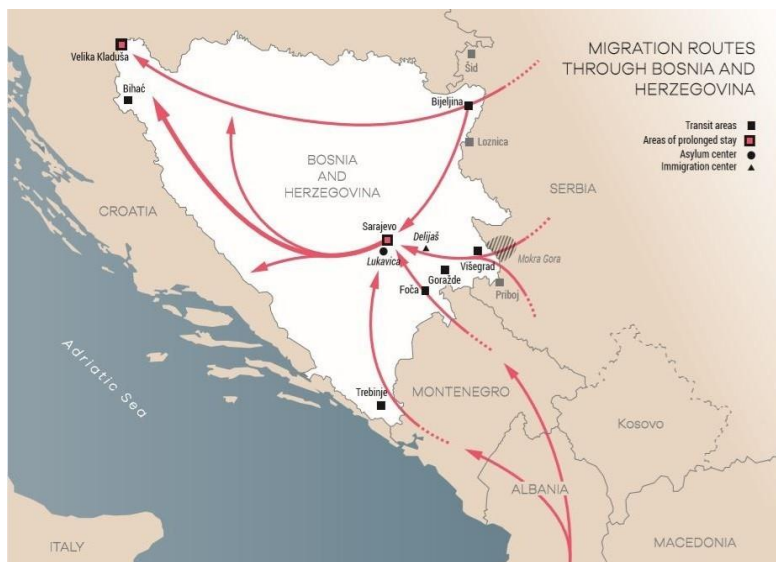 MIGRATION ROUTES
THROUGH BOSNIA AND
HERZEGOVINA
Transit areas
Areas of prolonged stay
Asylum center
Immigration center
Velika Kladuša
Bihać
Šid
Bijeljina
Loznica
BOSNIA
AND
HERZEGOVINA
SERBIA
CROATIA
Sarajevo
Delijaš
Lukavica
Mokra Gora
Višegrad
Goražde
Foča
Priboj
Adriatic Sea
Trebinje
MONTENEGRO
Kosovo
ALBANIA
ITALY
MACEDONIA